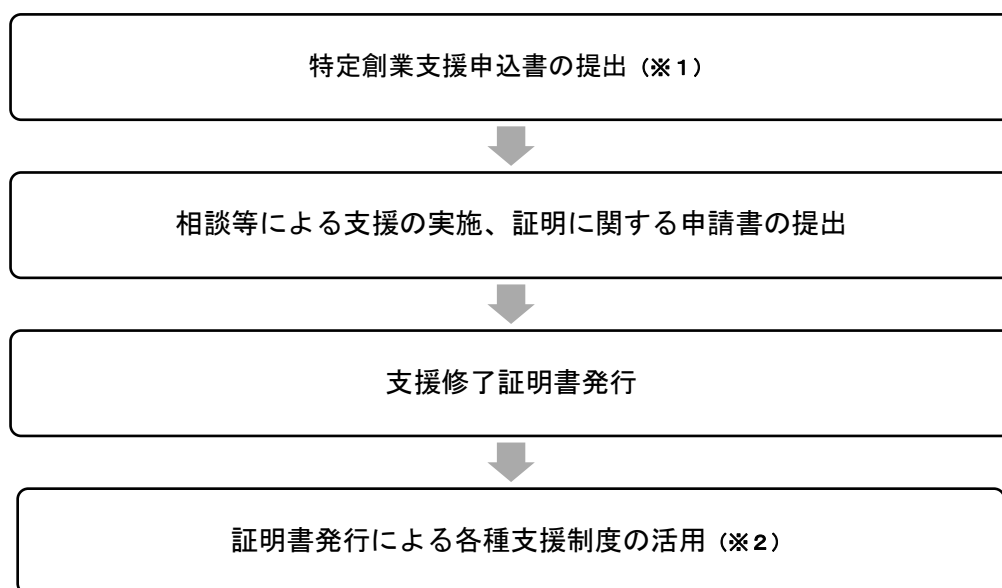 特定創業支援申込書の提出（※１）
相談等による支援の実施、証明に関する申請書の提出
支援修了証明書発行
証明書発行による各種支援制度の活用（※２）